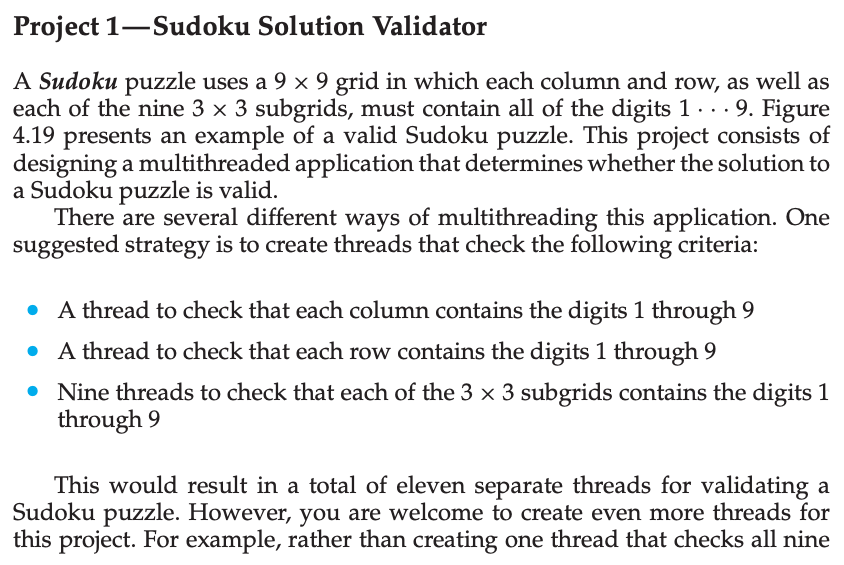 Project 1—Sudoku Solution Validator
A Sudoku puzzle uses a 9 × 9 grid in which each column and row, as well as
each of the nine 3 × 3 subgrids, must contain all of the digits 1 · · · 9. Figure
4.19 presents an example of a valid Sudoku puzzle. This project consists of
designing a multithreaded application that determines whether the solution to
a Sudoku puzzle is valid.
There are several different ways of multithreading this application. One
suggested strategy is to create threads that check the following criteria:
• A thread to check that each column contains the digits 1 through 9
• A thread to check that each row contains the digits 1 through 9
• Nine threads to check that each of the 3 × 3 subgrids contains the digits 1
through 9
This would result in a total of eleven separate threads for validating a
Sudoku puzzle. However, you are welcome to create even more threads for
this project. For example, rather than creating one thread that checks all nine